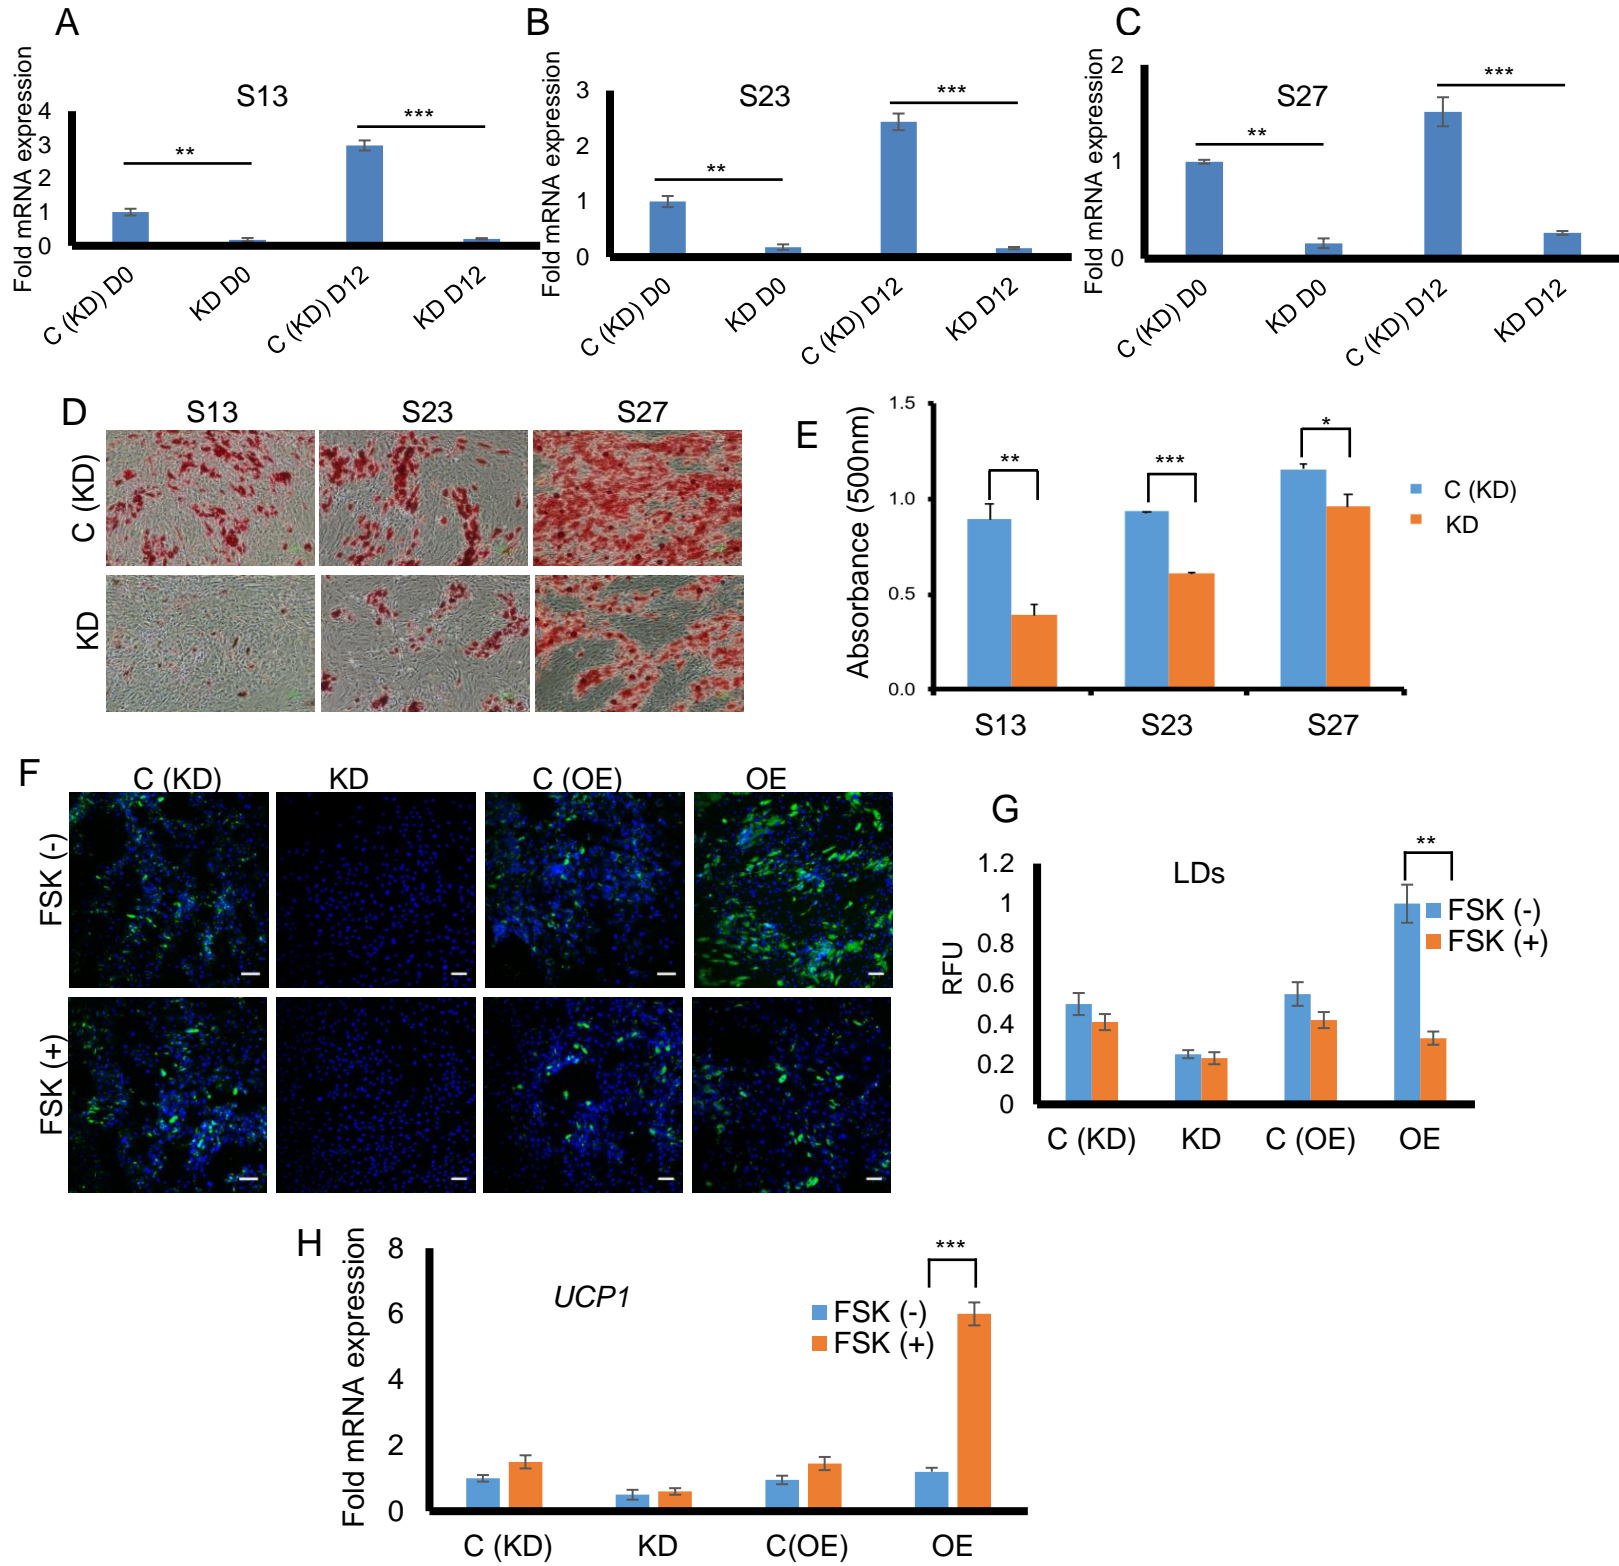 A
B
C
Fold mRNA expression
S13
4
3
2
1
0
**
***
C (KD) D0
KD D0
C (KD) D12
KD D12
Fold mRNA expression
S23
3
2
1
0
**
***
C (KD) D0
KD D0
C (KD) D12
KD D12
Fold mRNA expression
S27
2
1
0
**
***
C (KD) D0
KD D0
C (KD) D12
KD D12
D
S13
S23
S27
C (KD)
KD
E
Absorbance (500nm)
1.5
1.0
0.5
0.0
**
***
*
C (KD)
KD
S13
S23
S27
F
C (KD)
KD
C (OE)
OE
FSK (-)
FSK (+)
G
LDs
RFU
1.2
1
0.8
0.6
0.4
0.2
0
**
FSK (-)
FSK (+)
C (KD)
KD
C (OE)
OE
H
Fold mRNA expression
UCP1
8
6
4
2
0
***
FSK (-)
FSK (+)
C (KD)
KD
C(OE)
OE